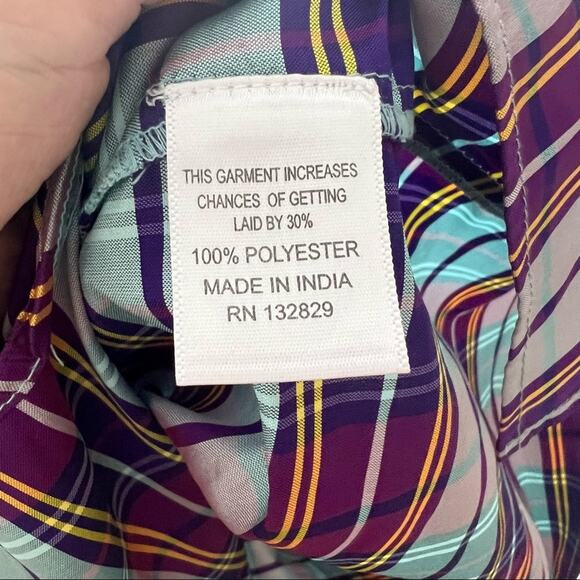 THIS GARMENT INCREASES
CHANCES OF GETTING
LAID BY 30%
100% POLYESTER
MADE IN INDIA
RN 132829